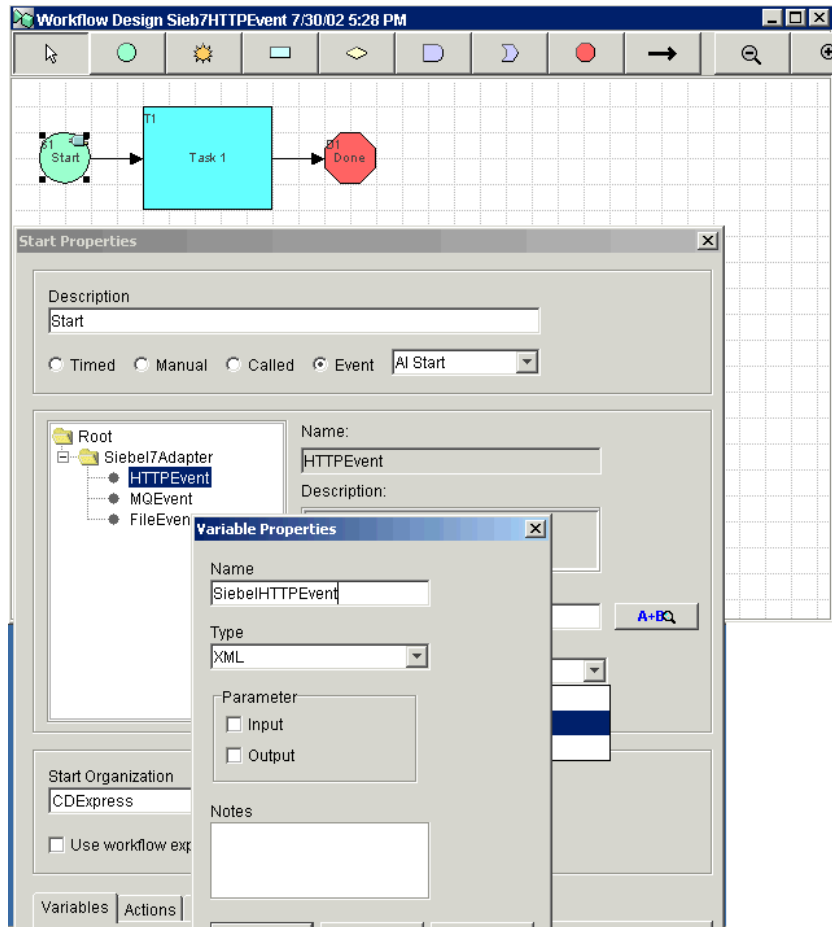 Workflow Design Sieb7HTTPEvent 7/30/02 5:28 PM
T1
Start
Task 1
Done
Start Properties
Description
Start
Timed Manual Called Event AI Start
Root
Siebel7Adapter
HTTPEvent
MQEvent
FileEven
Name:
HTTPEvent
Description:
A+B
Variable Properties
Name
SiebelHTTPEvent
Type
XML
Parameter
Input
Output
Notes
Start Organization
CDExpress
Use workflow exp
Variables Actions